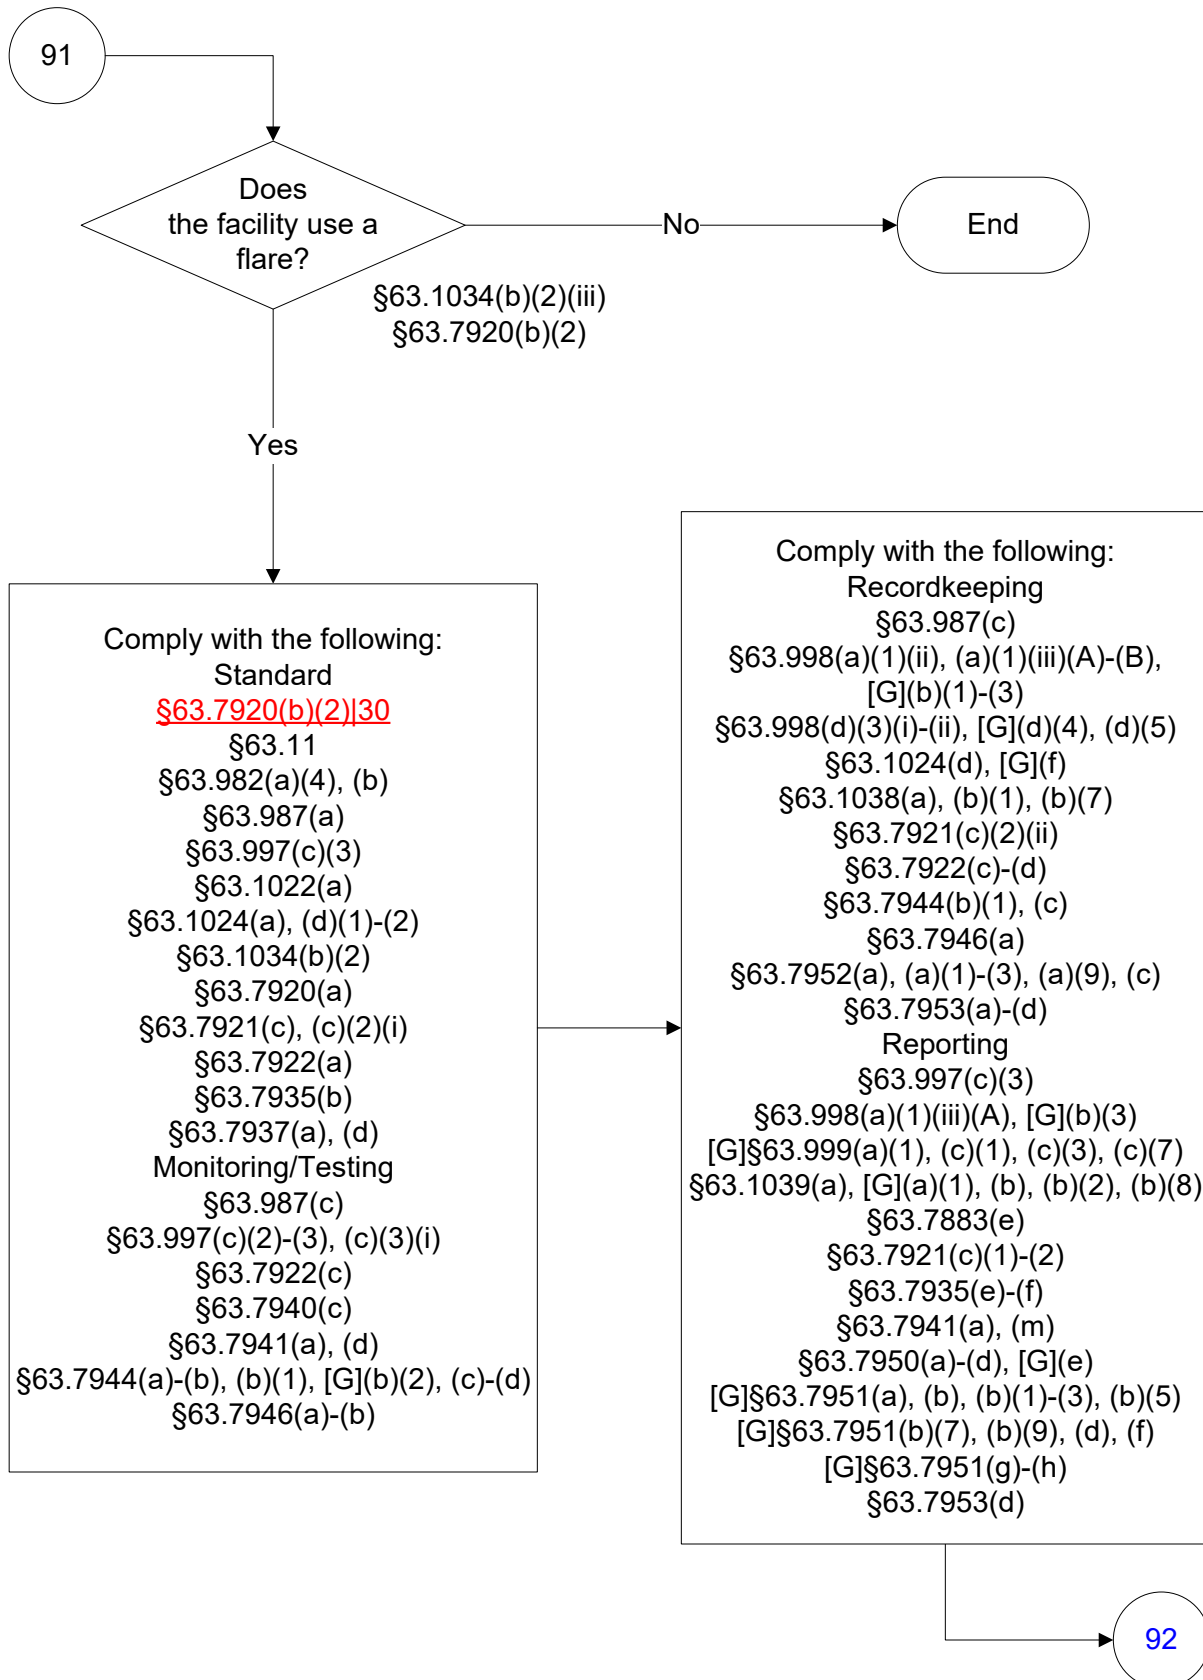 91
Does
the facility use a
flare?
No
End
§63.1034(b)(2)(iii)
§63.7920(b)(2)
Yes
Comply with the following:
Standard
§63.7920(b)(2)|30
§63.11
§63.982(a)(4), (b)
§63.987(a)
§63.997(c)(3)
§63.1022(a)
§63.1024(a), (d)(1)-(2)
§63.1034(b)(2)
§63.7920(a)
§63.7921(c), (c)(2)(i)
§63.7922(a)
§63.7935(b)
§63.7937(a), (d)
Monitoring/Testing
§63.987(c)
§63.997(c)(2)-(3), (c)(3)(i)
§63.7922(c)
§63.7940(c)
§63.7941(a), (d)
§63.7944(a)-(b), (b)(1), [G](b)(2), (c)-(d)
§63.7946(a)-(b)
Comply with the following:
Recordkeeping
§63.987(c)
§63.998(a)(1)(ii), (a)(1)(iii)(A)-(B),
[G](b)(1)-(3)
§63.998(d)(3)(i)-(ii), [G](d)(4), (d)(5)
§63.1024(d), [G](f)
§63.1038(a), (b)(1), (b)(7)
§63.7921(c)(2)(ii)
§63.7922(c)-(d)
§63.7944(b)(1), (c)
§63.7946(a)
§63.7952(a), (a)(1)-(3), (a)(9), (c)
§63.7953(a)-(d)
Reporting
§63.997(c)(3)
§63.998(a)(1)(iii)(A), [G](b)(3)
[G]§63.999(a)(1), (c)(1), (c)(3), (c)(7)
§63.1039(a), [G](a)(1), (b), (b)(2), (b)(8)
§63.7883(e)
§63.7921(c)(1)-(2)
§63.7935(e)-(f)
§63.7941(a), (m)
§63.7950(a)-(d), [G](e)
[G]§63.7951(a), (b), (b)(1)-(3), (b)(5)
[G]§63.7951(b)(7), (b)(9), (d), (f)
[G]§63.7951(g)-(h)
§63.7953(d)
92